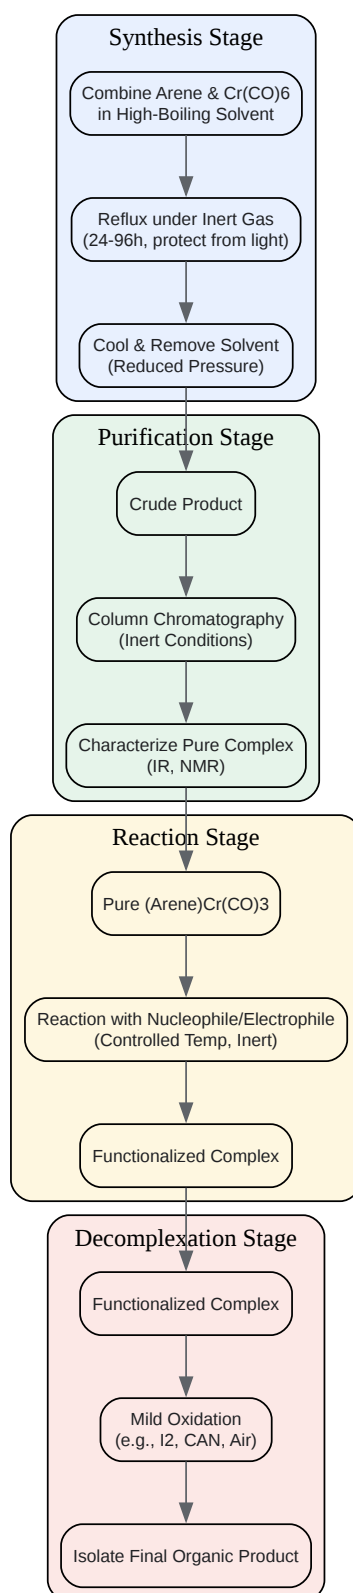 Synthesis Stage
Combine Arene & Cr(CO)6
in High-Boiling Solvent
Reflux under Inert Gas
(24-96h, protect from light)
Cool & Remove Solvent
(Reduced Pressure)
Purification Stage
Crude Product
Column Chromatography
(Inert Conditions)
Characterize Pure Complex
(IR, NMR)
Reaction Stage
Pure (Arene)Cr(CO)3
Reaction with Nucleophile/Electrophile
(Controlled Temp, Inert)
Functionalized Complex
Decomplexation Stage
Functionalized Complex
Mild Oxidation
(e.g., I2, CAN, Air)
Isolate Final Organic Product